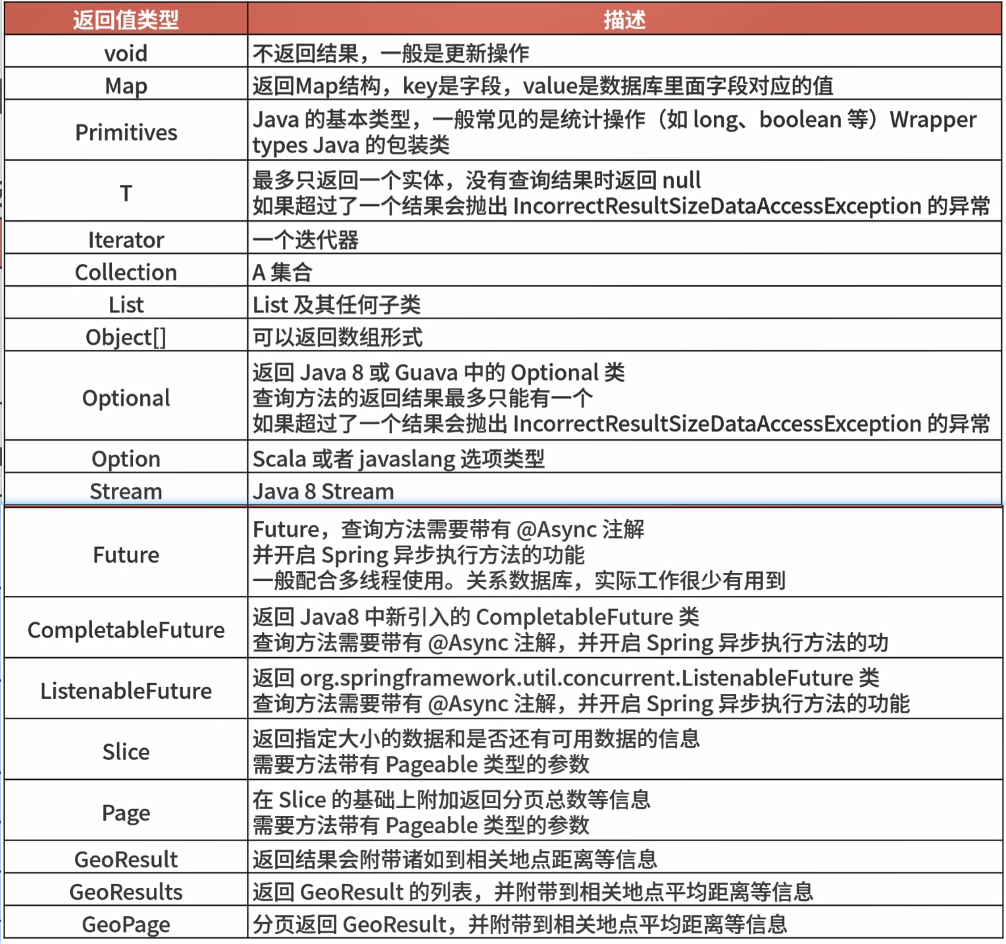 返回值类型 描述
void 不返回结果，一般是更新操作
Map 返回Map结构，key是字段，value是数据库里面字段对应的值
Primitives Java 的基本类型，一般常见的是统计操作（如 long、boolean 等）Wrapper
types Java 的包装类
T 最多只返回一个实体，没有查询结果时返回 null
如果超过了一个结果会抛出 IncorrectResultSizeDataAccessException 的异常
Iterator 一个迭代器
Collection A 集合
List List 及其任何子类
Object[] 可以返回数组形式
Optional 返回 Java 8 或 Guava 中的 Optional 类
查询方法的返回结果最多只能有一个
如果超过了一个结果会抛出 IncorrectResultSizeDataAccessException 的异常
Option Scala 或者 javaslang 选项类型
Stream Java 8 Stream
Future Future，查询方法需要带有 @Async 注解
并开启 Spring 异步执行方法的功能
一般配合多线程使用。关系数据库，实际工作很少有用到
CompletableFuture 返回 Java8 中新引入的 CompletableFuture 类
查询方法需要带有 @Async 注解，并开启 Spring 异步执行方法的功
ListenableFuture 返回 org.springframework.util.concurrent.ListenableFuture 类
查询方法需要带有 @Async 注解，并开启 Spring 异步执行方法的功能
Slice 返回指定大小的数据和是否还有可用数据的信息
需要方法带有 Pageable 类型的参数
Page 在 Slice 的基础上附加返回分页总数等信息
需要方法带有 Pageable 类型的参数
GeoResult 返回结果会附带诸如到相关地点距离等信息
GeoResults 返回 GeoResult 的列表，并附带到相关地点平均距离等信息
GeoPage 分页返回 GeoResult，并附带到相关地点平均距离等信息